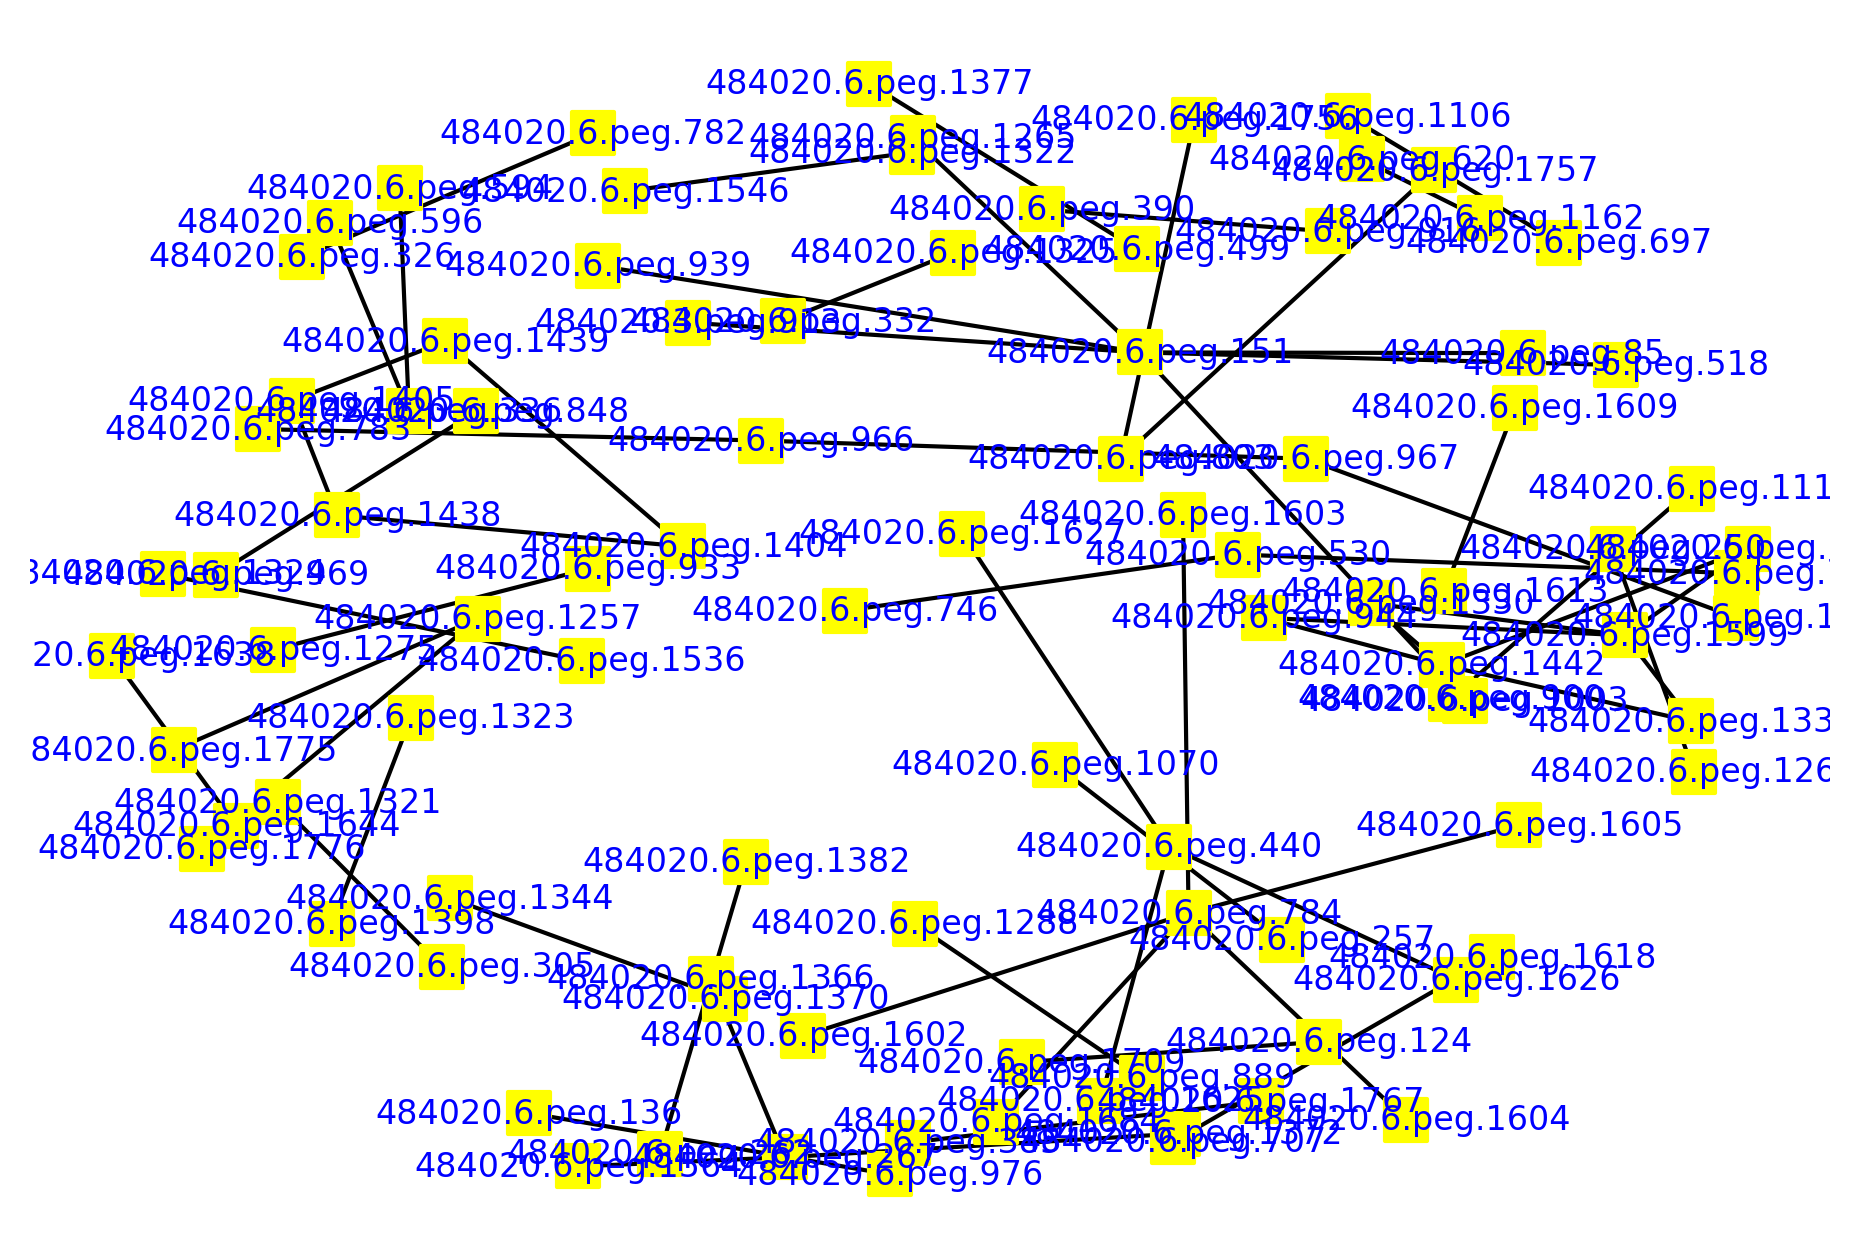 484020.6.peg.1377
484020.6.peg.1106
484020.6.peg.1756
484020.6.peg.782
484020.6.peg.1265
484020.6.peg.1322
484020.6.peg.620
484020.6.peg.1757
484020.6.peg.594
484020.6.peg.1546
484020.6.peg.390
484020.6.peg.1162
484020.6.peg.596
484020.6.peg.916
484020.6.peg.697
484020.6.peg.326
484020.6.peg.1325
484020.6.peg.499
484020.6.peg.939
484020.6.peg.332
484020.6.peg.1439
484020.6.peg.151
484020.6.peg.85
484020.6.peg.518
484020.6.peg.1405
484020.6.peg.848
484020.6.peg.1609
484020.6.peg.783
484020.6.peg.966
484020.6.peg.967
484020.6.peg.111
484020.6.peg.1438
484020.6.peg.1603
484020.6.peg.1627
484020.6.peg.1404
484020.6.peg.530
484020.6.peg.933
484020.6.peg.469
484020.6.peg.1613
484020.6.peg.1330
484020.6.peg.746
484020.6.peg.944
484020.6.peg.1257
484020.6.peg.1599
484020.6.peg.1275
20.6.peg.1638
484020.6.peg.1536
484020.6.peg.1442
484020.6.peg.1003
484020.6.peg.1323
484020.6.peg.133
84020.6.peg.1775
484020.6.peg.1070
484020.6.peg.126
484020.6.peg.1321
484020.6.peg.1644
484020.6.peg.1605
484020.6.peg.1776
484020.6.peg.440
484020.6.peg.1382
484020.6.peg.1344
484020.6.peg.784
484020.6.peg.1398
484020.6.peg.1288
484020.6.peg.257
484020.6.peg.1618
484020.6.peg.305
484020.6.peg.1366
484020.6.peg.1626
484020.6.peg.1370
484020.6.peg.1602
484020.6.peg.124
484020.6.peg.1709
484020.6.peg.889
484020.6.peg.1767
484020.6.peg.136
484020.6.peg.1604
484020.6.peg.707
484020.6.peg.267
484020.6.peg.976